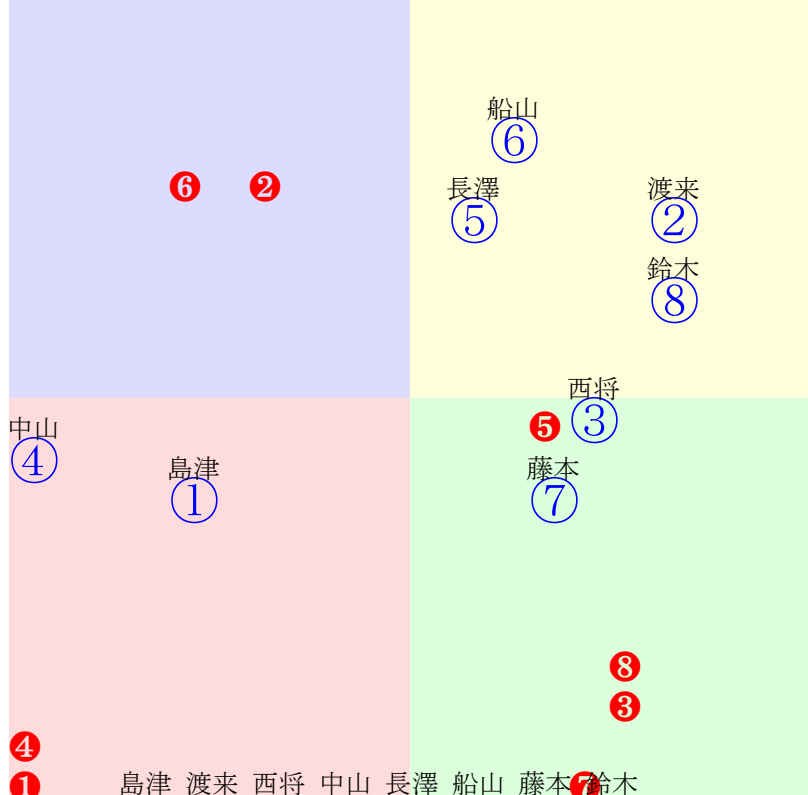 船山
⑥
❻ ❷
長澤 渡来
⑤ ②
鈴木
⑧
西将
❺ ③
中山
④
島津 藤本
① ⑦
❽
❸
❹
❶ 島津 渡来 西将 中山 長澤 船山 藤本 ❼ 鈴木